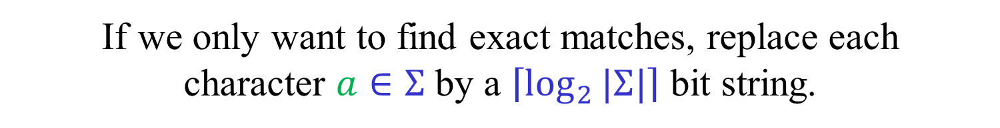 If we only want to find exact matches, replace each
character a ∈ Σ by a ⌈log₂ |Σ|⌉ bit string.